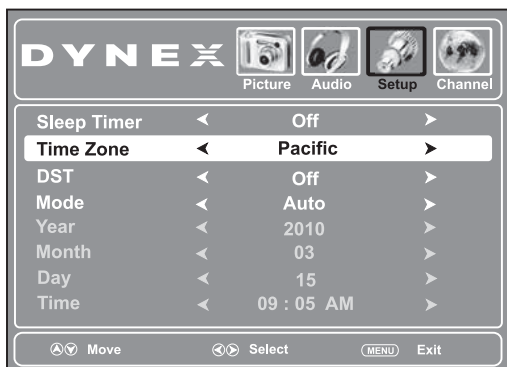 DYNEX
Picture Audio Setup Channel
Sleep Timer Off
Time Zone Pacific
DST Off
Mode Auto
Year 2010
Month 03
Day 15
Time 09 : 05 AM
Move Select MENU Exit